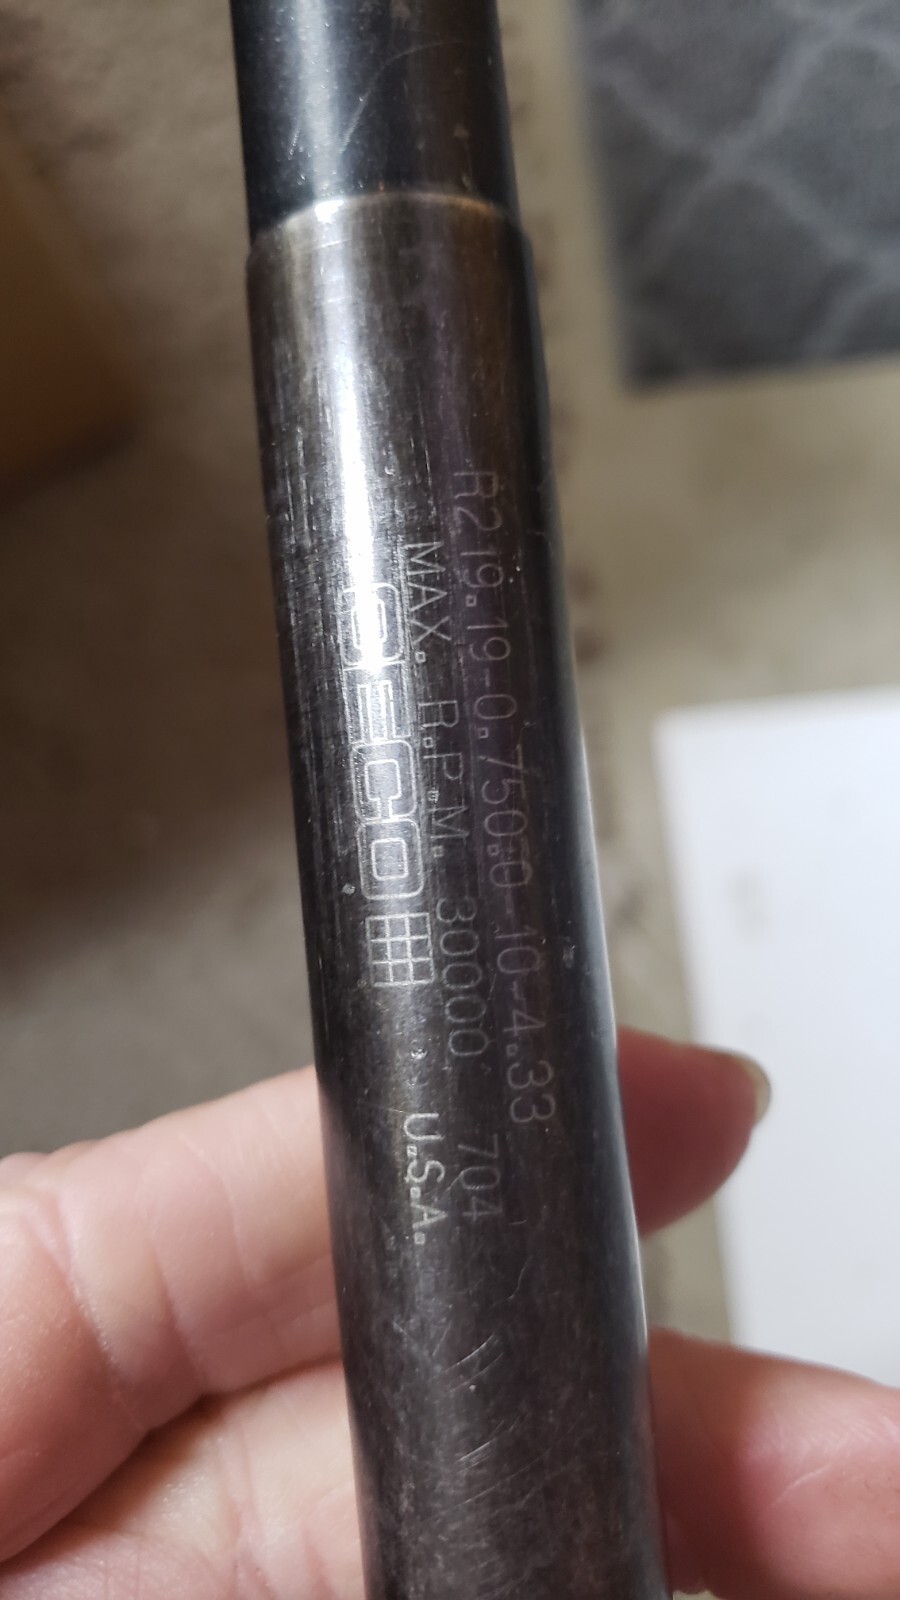 R219.19-0.750.0-10-4.33
MAX. R.P.M. 30000 704
SECO U.S.A.